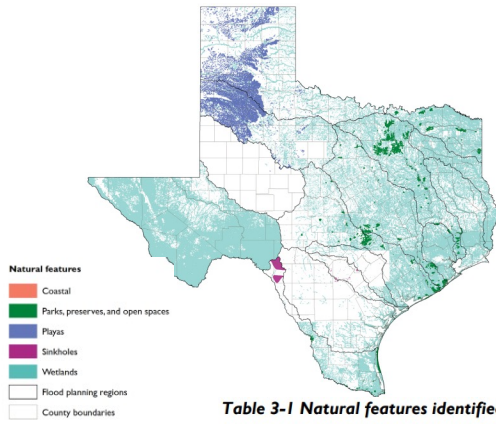 Natural features
Coastal
Parks, preserves, and open spaces
Playas
Sinkholes
Wetlands
Flood planning regions
County boundaries
Table 3-1 Natural features identified